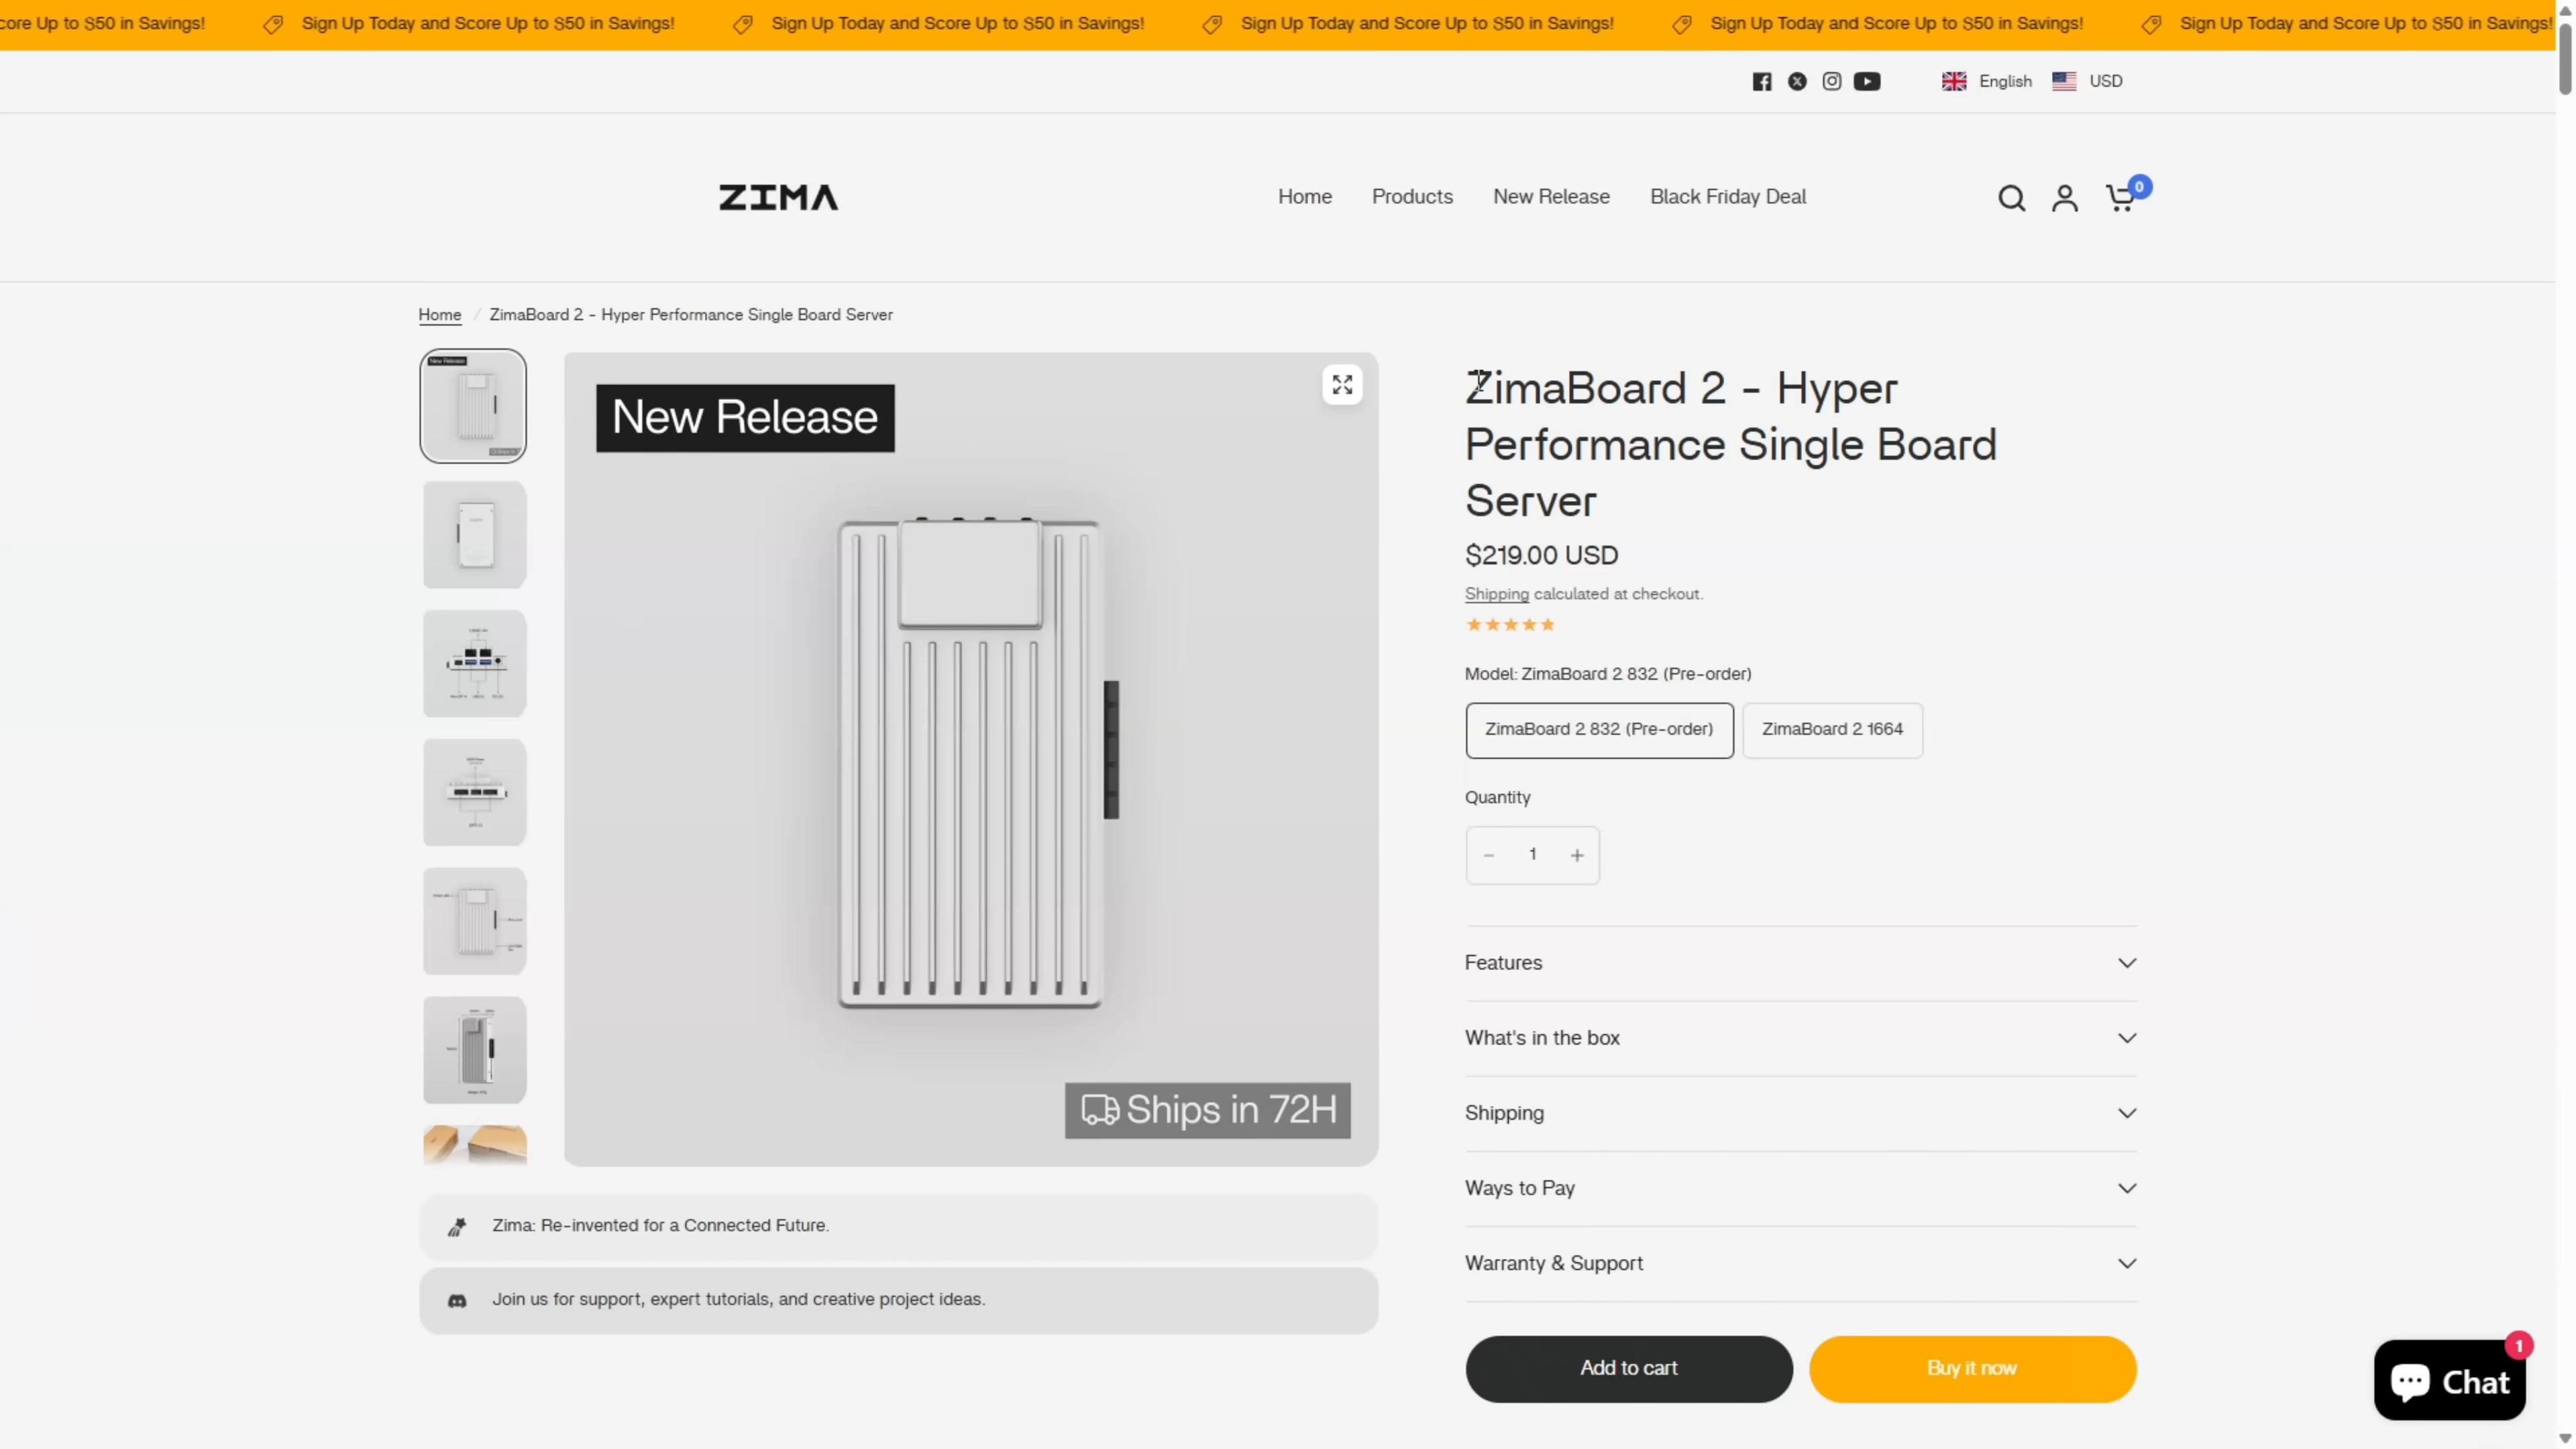 core Up to $50 in Savings!
Sign Up Today and Score Up to $50 in Savings!
Sign Up Today and Score Up to $50 in Savings!
Sign Up Today and Score Up to $50 in Savings!
Sign Up Today and Score Up to $50 in Savings!
Sign Up Today and Score Up to $50 in Savings!
English
USD
ZIMA
Home
Products
New Release
Black Friday Deal
0
Home / ZimaBoard 2 - Hyper Performance Single Board Server
New Release
New Release
Ships in 72H
ZimaBoard 2 - Hyper
Performance Single Board
Server
$219.00 USD
Shipping calculated at checkout.
Model: ZimaBoard 2 832 (Pre-order)
ZimaBoard 2 832 (Pre-order)
ZimaBoard 2 1664
Quantity
- 1 +
Features
What's in the box
Shipping
Ways to Pay
Warranty & Support
Zima: Re-invented for a Connected Future.
Join us for support, expert tutorials, and creative project ideas.
Add to cart
Buy it now
1
Chat